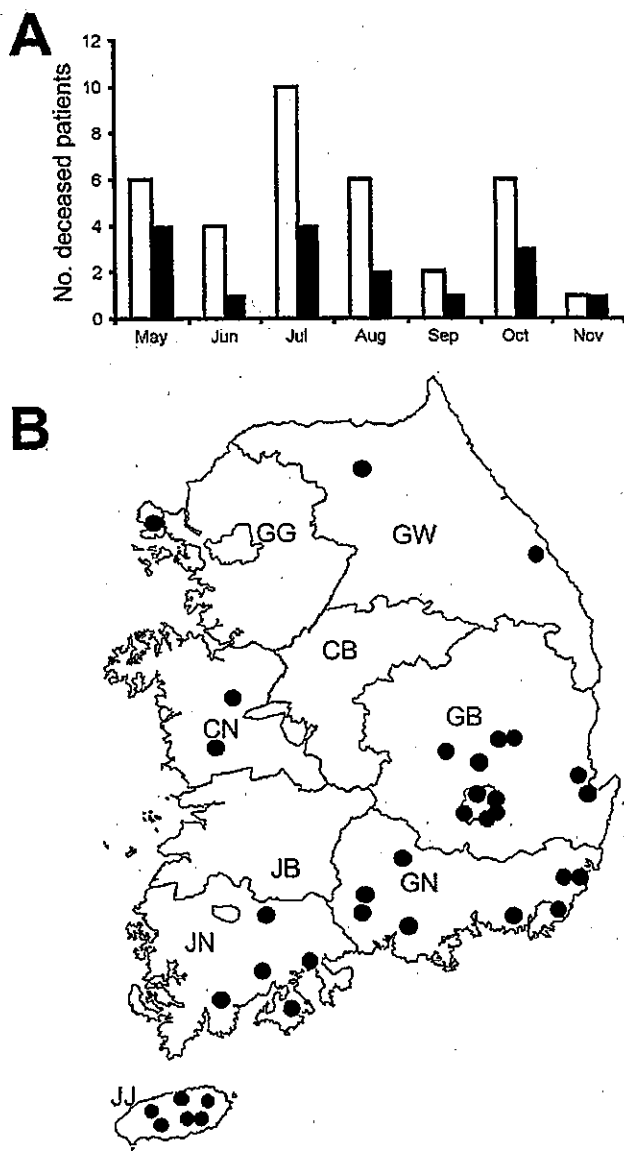 A
No. deceased patients
12
10
8
6
4
2
0
May Jun Jul Aug Sep Oct Nov
B
GG
GW
CB
CN
GB
JB
GN
JN
JJ